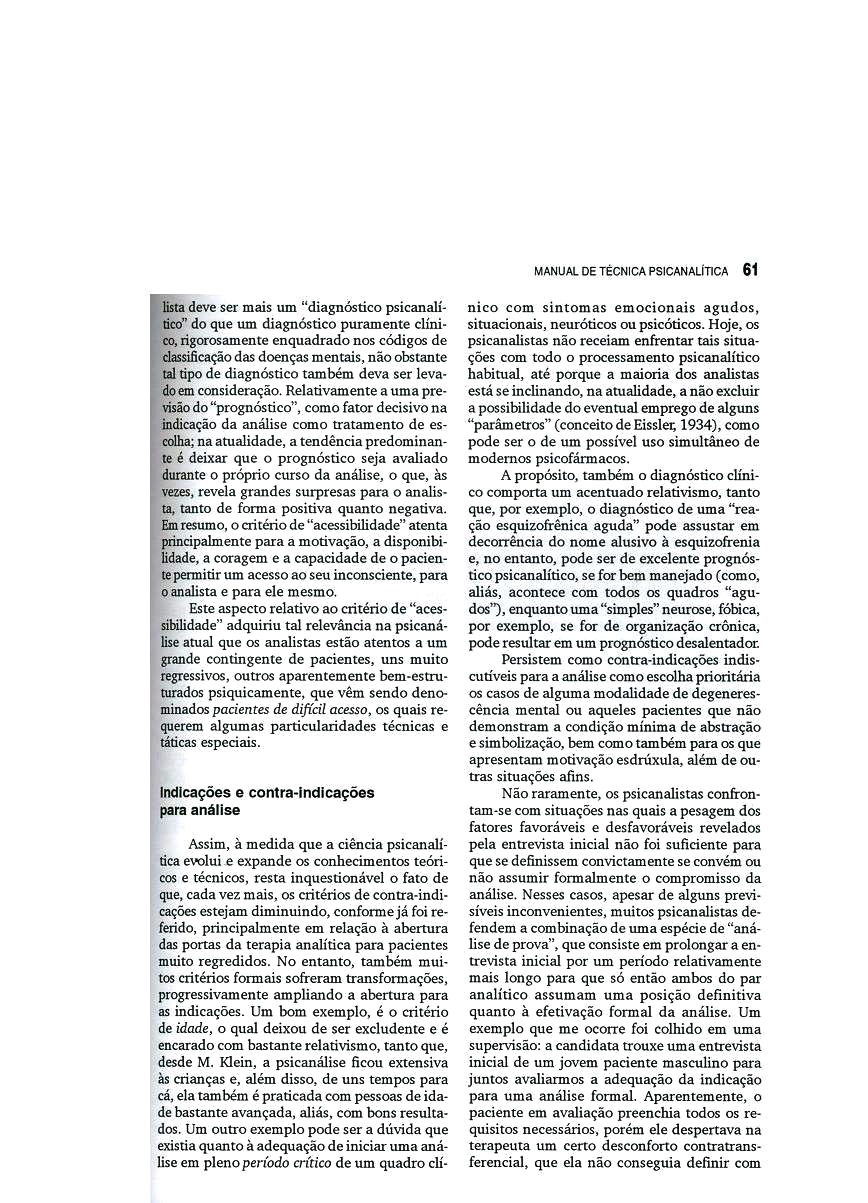 MANUAL DE TÉCNICA PSICANALÍTICA 61
lista deve ser mais um “diagnóstico psicanalí-
tico” do que um diagnóstico puramente clíni-
co, rigorosamente enquadrado nos códigos de
classificação das doenças mentais, não obstante
tal tipo de diagnóstico também deva ser leva-
do em consideração. Relativamente a uma pre-
visão do “prognóstico”, como fator decisivo na
indicação da análise como tratamento de es-
colha; na atualidade, a tendência predominan-
te é deixar que o prognóstico seja avaliado
durante o próprio curso da análise, o que, às
vezes, revela grandes surpresas para o analis-
ta, tanto de forma positiva quanto negativa.
Em resumo, o critério de “acessibilidade” atenta
principalmente para a motivação, a disponibi-
lidade, a coragem e a capacidade de o pacien-
te permitir um acesso ao seu inconsciente, para
o analista e para ele mesmo.
Este aspecto relativo ao critério de “aces-
sibilidade” adquiriu tal relevância na psicaná-
lise atual que os analistas estão atentos a um
grande contingente de pacientes, uns muito
regressivos, outros aparentemente bem-estru-
turados psiquicamente, que vêm sendo deno-
minados pacientes de difícil acesso, os quais re-
querem algumas particularidades técnicas e
táticas especiais.
Indicações e contra-indicações
para análise
Assim, à medida que a ciência psicanalí-
tica evolui e expande os conhecimentos teóri-
cos e técnicos, resta inquestionável o fato de
que, cada vez mais, os critérios de contra-indi-
cações estejam diminuindo, conforme já foi re-
ferido, principalmente em relação à abertura
das portas da terapia analítica para pacientes
muito regredidos. No entanto, também mui-
tos critérios formais sofreram transformações,
progressivamente ampliando a abertura para
as indicações. Um bom exemplo, é o critério
de idade, o qual deixou de ser excludente e é
encarado com bastante relativismo, tanto que,
desde M. Klein, a psicanálise ficou extensiva
às crianças e, além disso, de uns tempos para
cá, ela também é praticada com pessoas de ida-
de bastante avançada, aliás, com bons resulta-
dos. Um outro exemplo pode ser a dúvida que
existia quanto à adequação de iniciar uma aná-
lise em pleno período crítico de um quadro clí-
nico com sintomas emocionais agudos,
situacionais, neuróticos ou psicóticos. Hoje, os
psicanalistas não receiam enfrentar tais situa-
ções com todo o processamento psicanalítico
habitual, até porque a maioria dos analistas
está se inclinando, na atualidade, a não excluir
a possibilidade do eventual emprego de alguns
“parâmetros” (conceito de Eissler, 1934), como
pode ser o de um possível uso simultâneo de
modernos psicofármacos.
A propósito, também o diagnóstico clíni-
co comporta um acentuado relativismo, tanto
que, por exemplo, o diagnóstico de uma “rea-
ção esquizofrênica aguda” pode assustar em
decorrência do nome alusivo à esquizofrenia
e, no entanto, pode ser de excelente prognós-
tico psicanalítico, se for bem manejado (como,
aliás, acontece com todos os quadros “agu-
dos”), enquanto uma “simples” neurose, fóbica,
por exemplo, se for de organização crônica,
pode resultar em um prognóstico desalentador.
Persistem como contra-indicações indis-
cutíveis para a análise como escolha prioritária
os casos de alguma modalidade de degeneres-
cência mental ou aqueles pacientes que não
demonstram a condição mínima de abstração
e simbolização, bem como também para os que
apresentam motivação esdrúxula, além de ou-
tras situações afins.
Não raramente, os psicanalistas confron-
tam-se com situações nas quais a pesagem dos
fatores favoráveis e desfavoráveis revelados
pela entrevista inicial não foi suficiente para
que se definissem convictamente se convém ou
não assumir formalmente o compromisso da
análise. Nesses casos, apesar de alguns previ-
síveis inconvenientes, muitos psicanalistas de-
fendem a combinação de uma espécie de “aná-
lise de prova”, que consiste em prolongar a en-
trevista inicial por um período relativamente
mais longo para que só então ambos do par
analítico assumam uma posição definitiva
quanto à efetivação formal da análise. Um
exemplo que me ocorre foi colhido em uma
supervisão: a candidata trouxe uma entrevista
inicial de um jovem paciente masculino para
juntos avaliarmos a adequação da indicação
para uma análise formal. Aparentemente, o
paciente em avaliação preenchia todos os re-
quisitos necessários, porém ele despertava na
terapeuta um certo desconforto contratrans-
ferencial, que ela não conseguia definir com